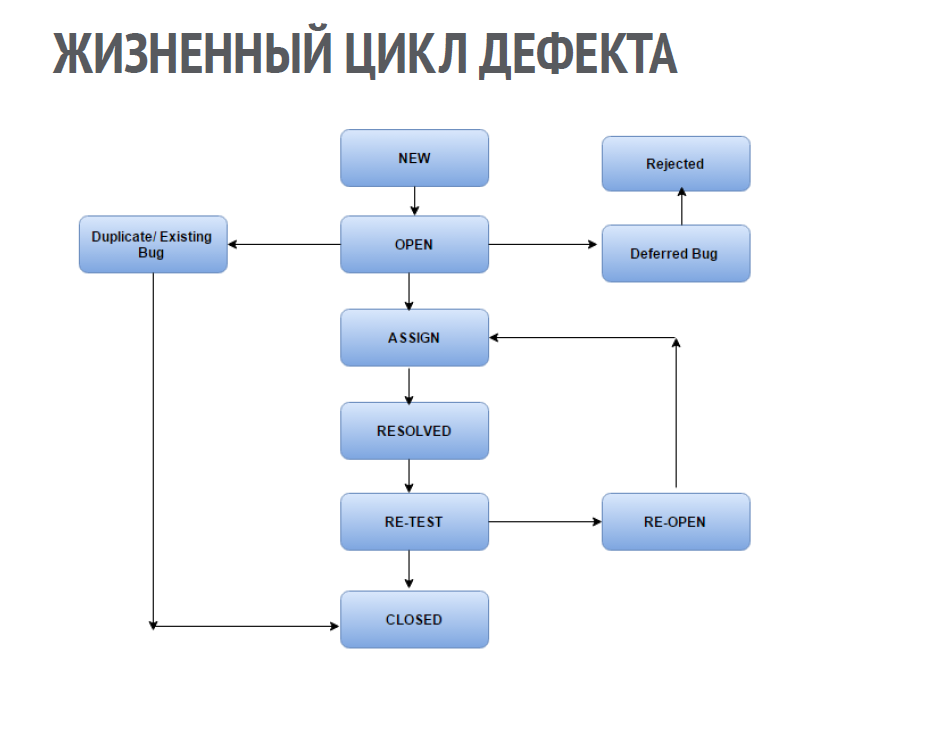 ЖИЗНЕННЫЙ ЦИКЛ ДЕФЕКТА
NEW
Rejected
Duplicate/ Existing
Bug
OPEN
Deferred Bug
ASSIGN
RESOLVED
RE-TEST
RE-OPEN
CLOSED